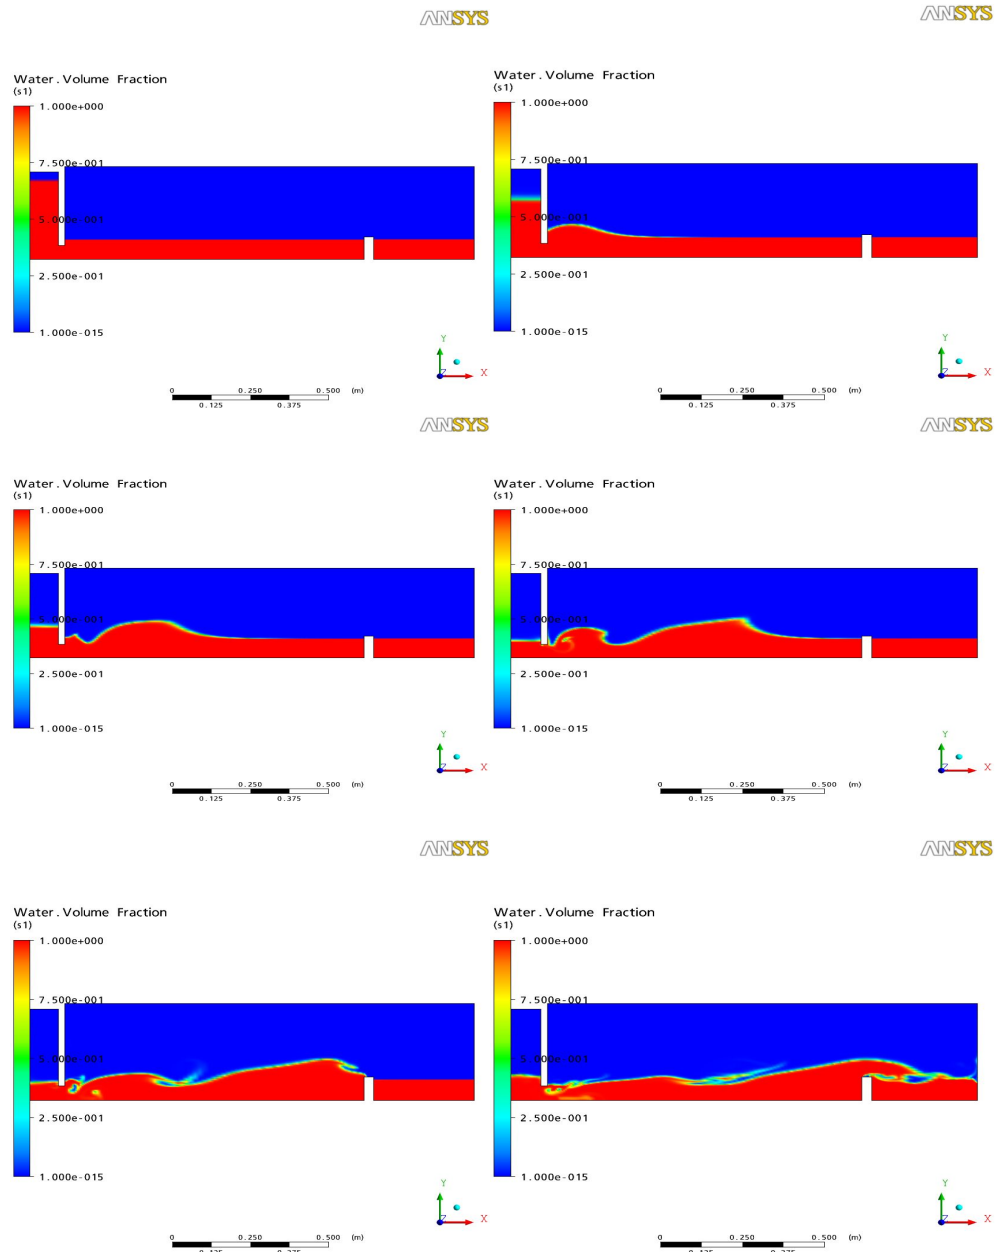 ANSYS
Water.Volume Fraction
(s1)
1.000e+000
7.500e-001
5.000e-001
2.500e-001
1.000e-015
Y
Z
X
0 0.250 0.500 (m)
0.125 0.375
ANSYS
Water.Volume Fraction
(s1)
1.000e+000
7.500e-001
5.000e-001
2.500e-001
1.000e-015
Y
Z
X
0 0.250 0.500 (m)
0.125 0.375
ANSYS
Water.Volume Fraction
(s1)
1.000e+000
7.500e-001
5.000e-001
2.500e-001
1.000e-015
Y
Z
X
0 0.250 0.500 (m)
0.125 0.375
ANSYS
Water.Volume Fraction
(s1)
1.000e+000
7.500e-001
5.000e-001
2.500e-001
1.000e-015
Y
Z
X
0 0.250 0.500 (m)
0.125 0.375
ANSYS
Water.Volume Fraction
(s1)
1.000e+000
7.500e-001
5.000e-001
2.500e-001
1.000e-015
Y
Z
X
0 0.250 0.500 (m)
0.125 0.375
ANSYS
Water.Volume Fraction
(s1)
1.000e+000
7.500e-001
5.000e-001
2.500e-001
1.000e-015
Y
Z
X
0 0.250 0.500 (m)
0.125 0.375